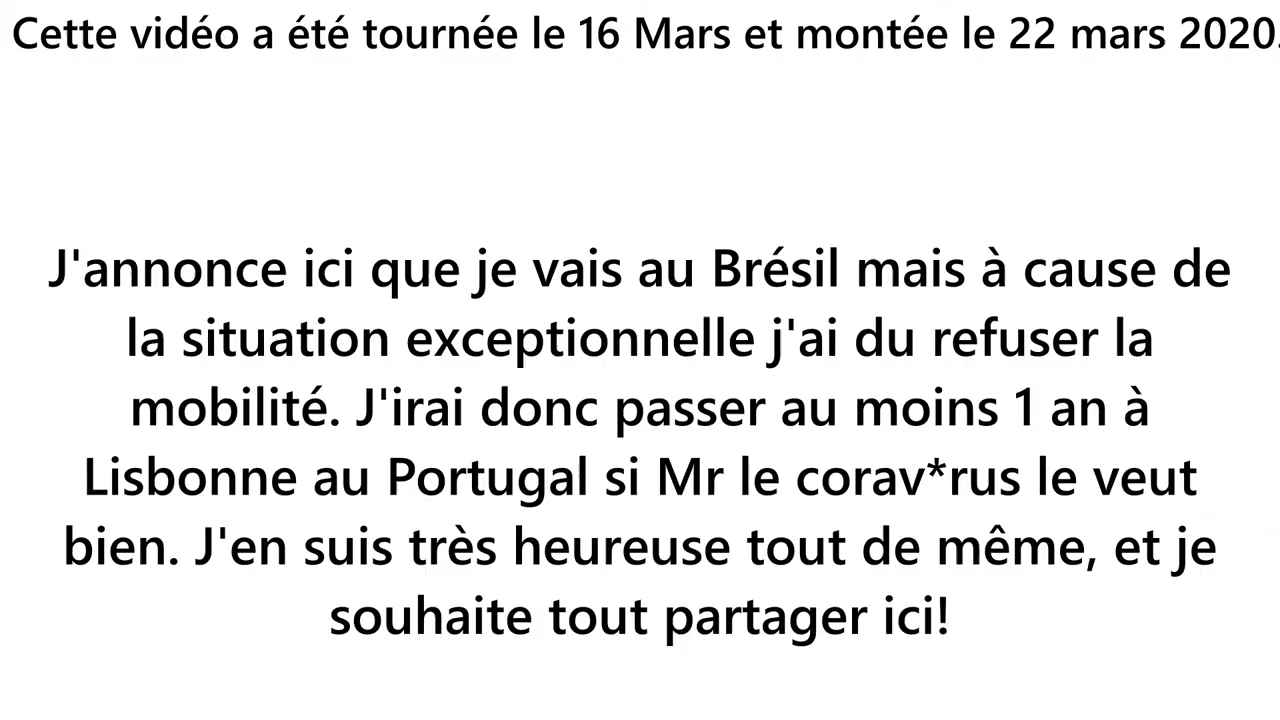 Cette vidéo a été tournée le 16 Mars et montée le 22 mars 2020.
J'annonce ici que je vais au Brésil mais à cause de
la situation exceptionnelle j'ai du refuser la
mobilité. J'irai donc passer au moins 1 an à
Lisbonne au Portugal si Mr le corav*rus le veut
bien. J'en suis très heureuse tout de même, et je
souhaite tout partager ici!